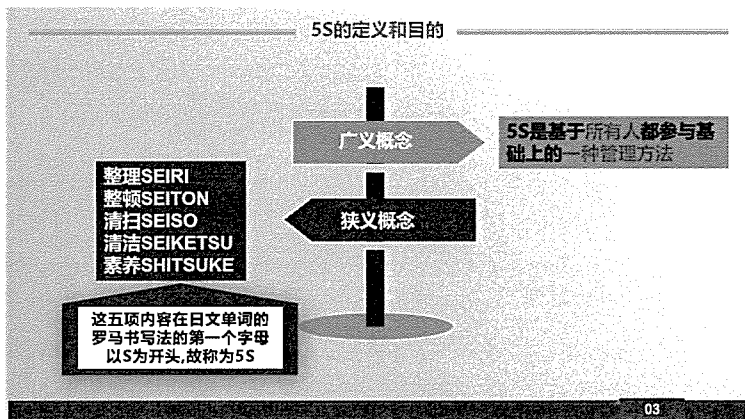 5S的定义和目的
广义概念
5S是基于所有人都参与基
础上的一种管理方法
整理SEIRI
整顿SEITON
清扫SEISO
清洁SEIKETSU
素养SHITSUKE
狭义概念
这五项内容在日文单词的
罗马书写法的第一个字母
以S为开头,故称为5S
03